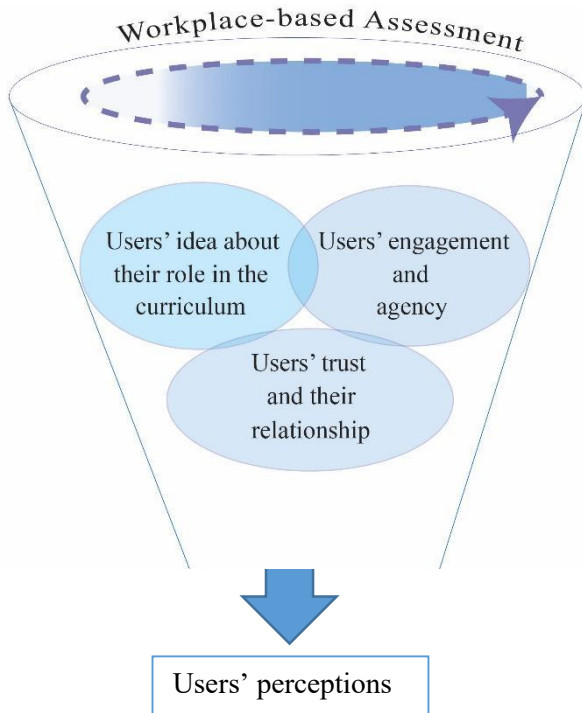 Workplace-based Assessment
Users’ idea about
their role in the
curriculum
Users’ engagement
and
agency
Users’ trust
and their
relationship
Users’ perceptions